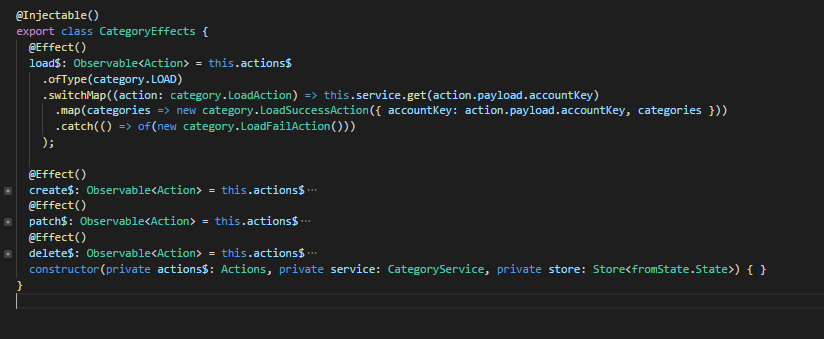 @Injectable()
export class CategoryEffects {
  @Effect()
  load$: Observable<Action> = this.actions$
    .ofType(category.LOAD)
    .switchMap((action: category.LoadAction) => this.service.get(action.payload.accountKey)
      .map(categories => new category.LoadSuccessAction({ accountKey: action.payload.accountKey, categories }))
      .catch(() => of(new category.LoadFailAction()))
    );
  @Effect()
  create$: Observable<Action> = this.actions$ ⋯
  @Effect()
  patch$: Observable<Action> = this.actions$ ⋯
  @Effect()
  delete$: Observable<Action> = this.actions$ ⋯
  constructor(private actions$: Actions, private service: CategoryService, private store: Store<fromState.State>) { }
}